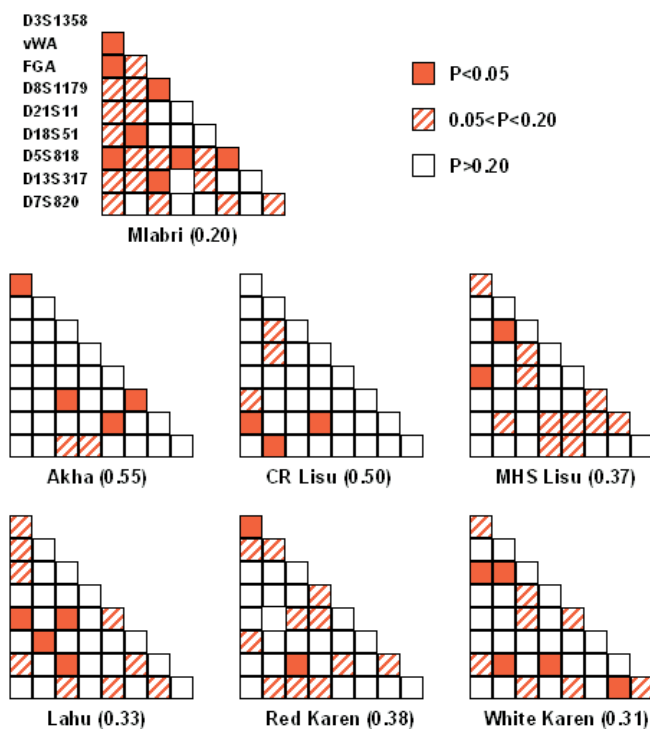 D3S1358
vWA
FGA
D8S1179
D21S11
D18S51
D5S818
D13S317
D7S820
Mlabri (0.20)
P<0.05
0.05<P<0.20
P>0.20
Akha (0.55)
CR Lisu (0.50)
MHS Lisu (0.37)
Lahu (0.33)
Red Karen (0.38)
White Karen (0.31)